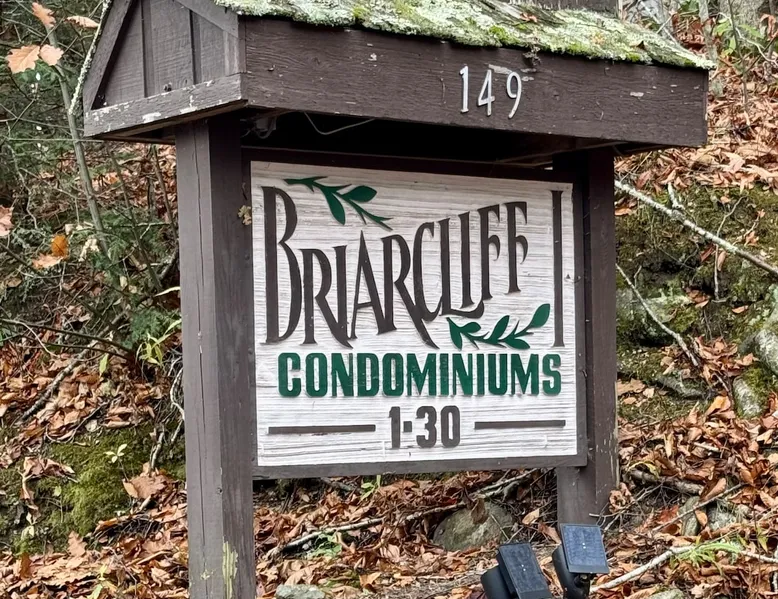 149
BRIARCLIFF I
CONDOMINIUMS
1-30